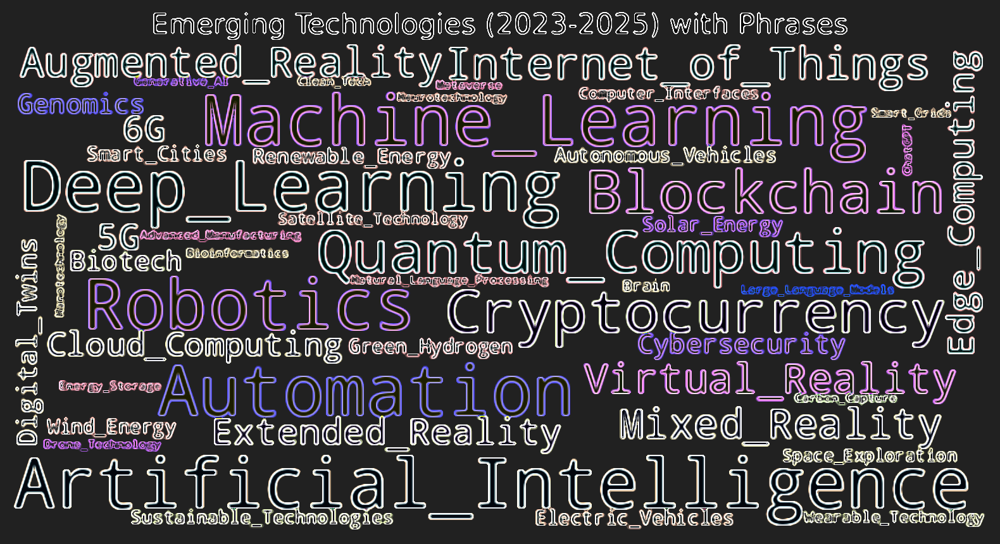 Emerging Technologies (2023-2025) with Phrases
Augmented_Reality
Internet_of_Things
Generative_AI
Clean_Tech
Metaverse
Computer_Interfaces
Genomics
Neurotechnology
Machine_Learning
Smart_Grids
Edge_Computing
6G
ChatGPT
Smart_Cities
Renewable_Energy
Autonomous_Vehicles
Deep_Learning
Blockchain
Satellite_Technology
Solar_Energy
5G
Advanced_Manufacturing
Quantum_Computing
Biotech
Bioinformatics
Nanotechnology
Digital_Twins
Natural_Language_Processing
Brain
Large_Language_Models
Robotics
Cryptocurrency
Cloud_Computing
Green_Hydrogen
Cybersecurity
Automation
Virtual_Reality
Energy_Storage
Carbon_Capture
Wind_Energy
Extended_Reality
Mixed_Reality
Drone_Technology
Space_Exploration
Artificial_Intelligence
Sustainable_Technologies
Electric_Vehicles
Wearable_Technology